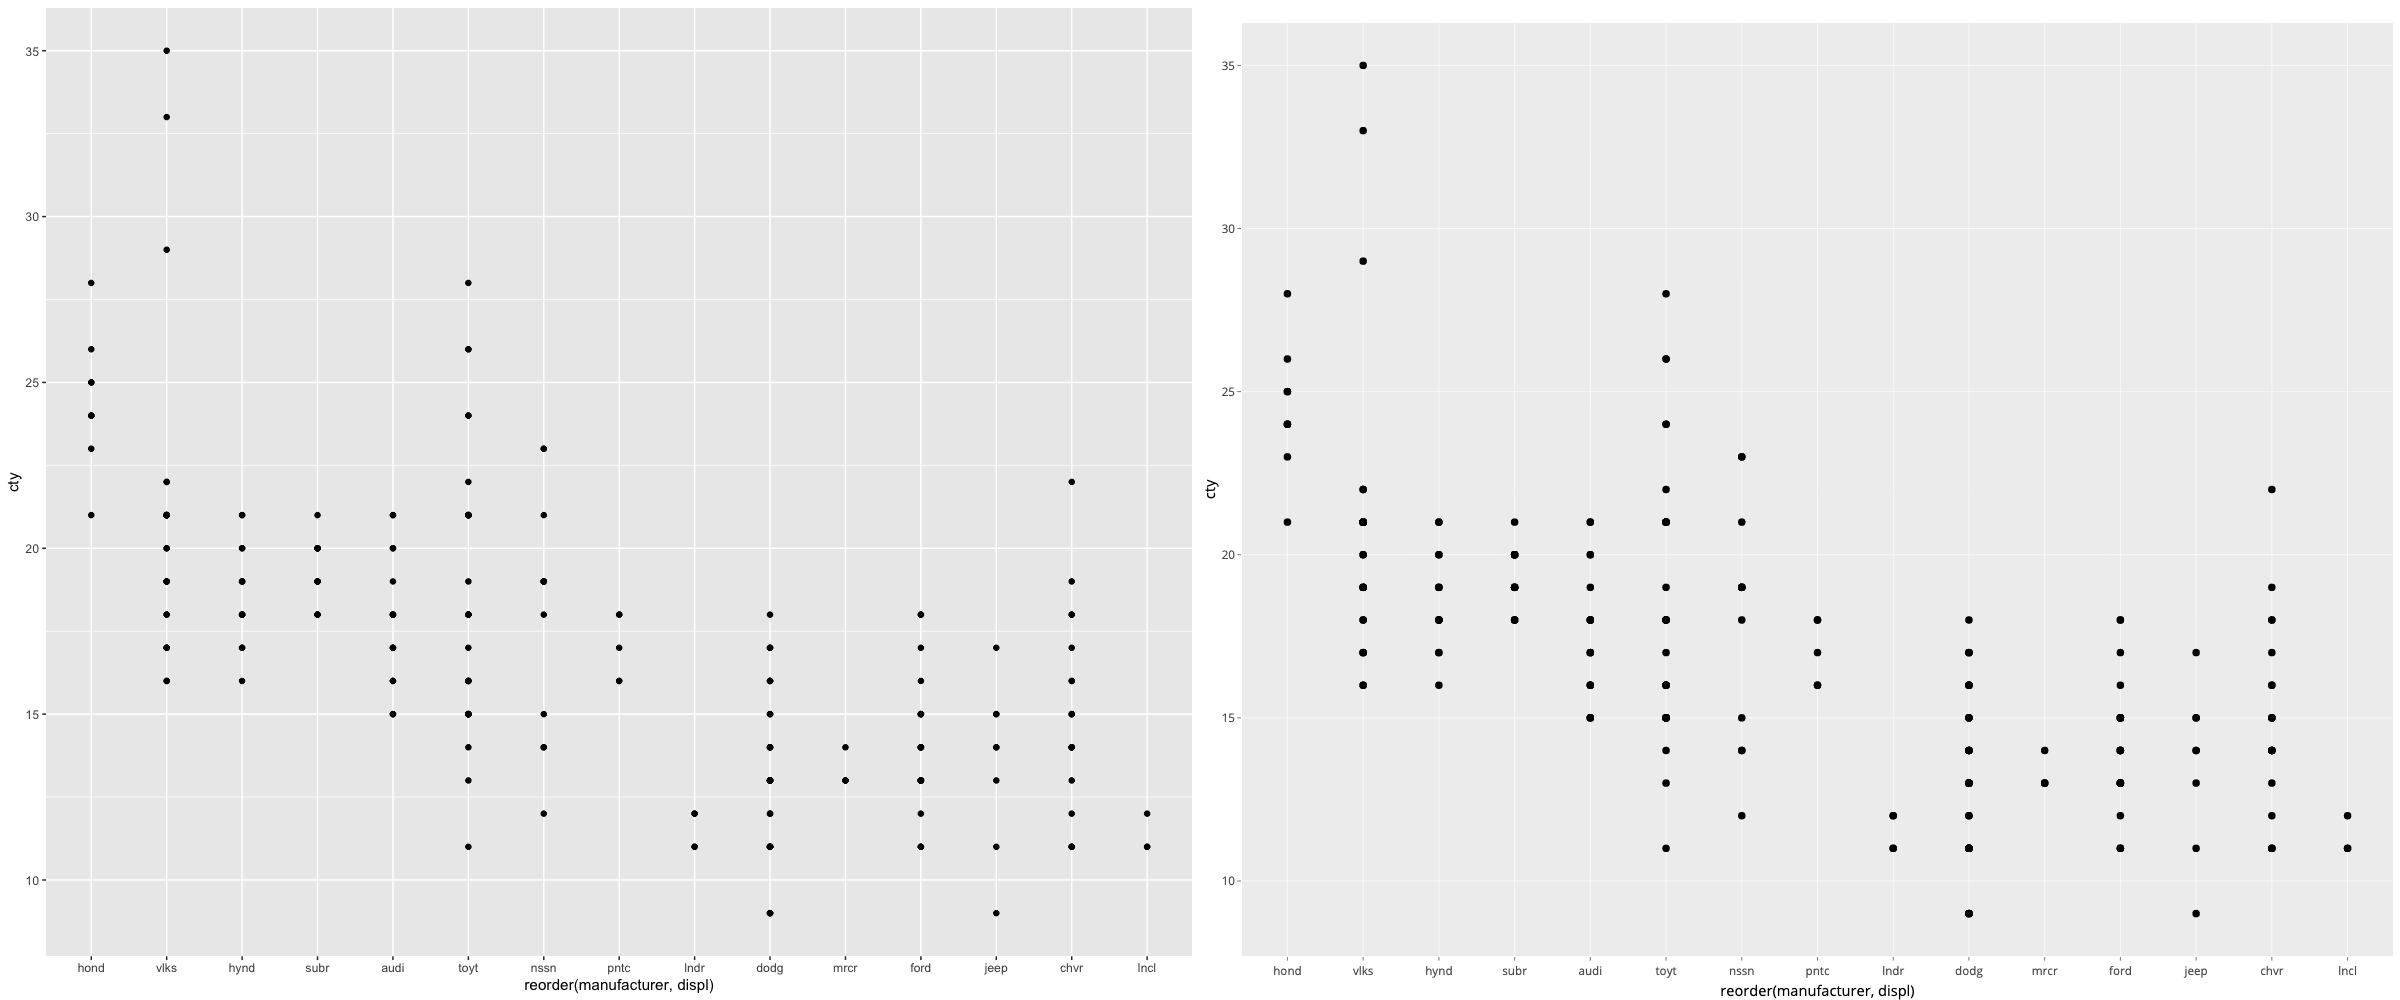 35
30
25
20
15
10
cty
hond vlks hynd subr audi toyt nssn pntc lndr dodg mrcr ford jeep chvr lncl
reorder(manufacturer, displ)
35
30
25
20
15
10
cty
hond vlks hynd subr audi toyt nssn pntc lndr dodg mrcr ford jeep chvr lncl
reorder(manufacturer, displ)